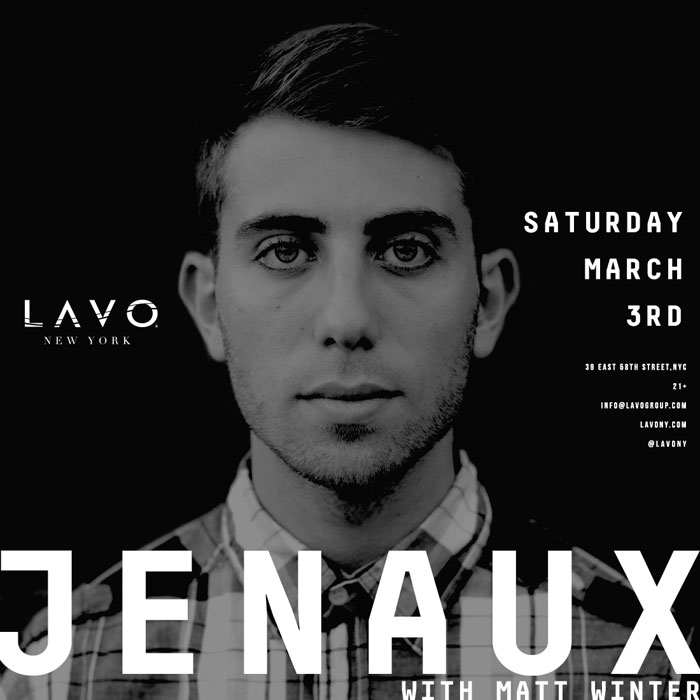 SATURDAY
MARCH
3RD
LAVO
NEW YORK
39 EAST 58TH STREET,NYC
21+
INFO@LAVOGROUP.COM
LAVONY.COM
@LAVONY
JENAUX
WITH MATT WINTER